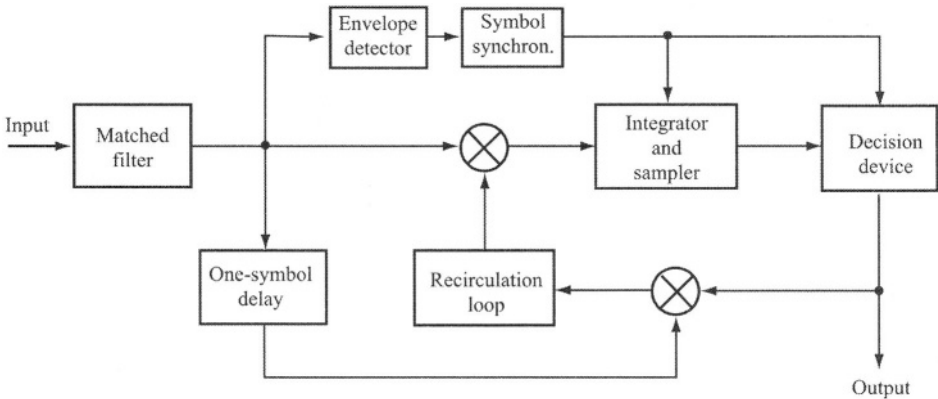 Envelope
detector
Symbol
synchron.
Input
Matched
filter
Integrator
and
sampler
Decision
device
One-symbol
delay
Recirculation
loop
Output